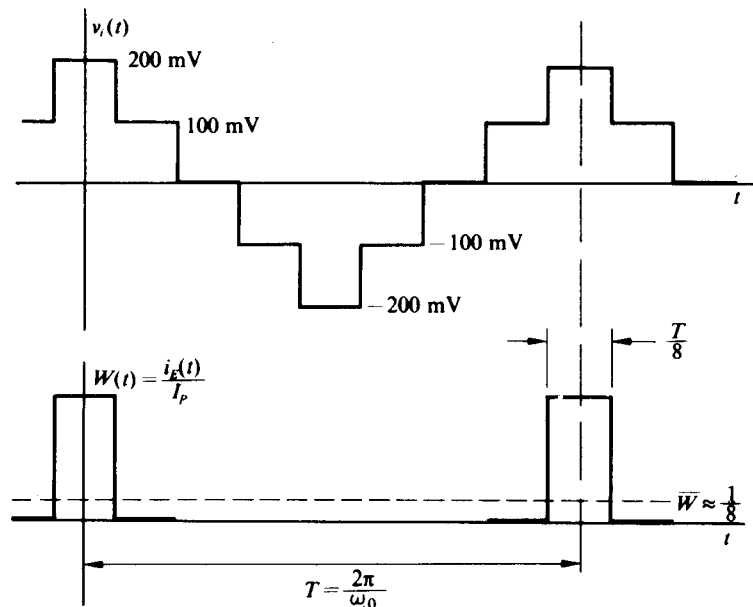 v_i(t)
200 mV
100 mV
t
−100 mV
−200 mV
T/8
W(t) = i_E(t)/I_P
W̅ ≈ 1/8
t
T = 2π/ω_0